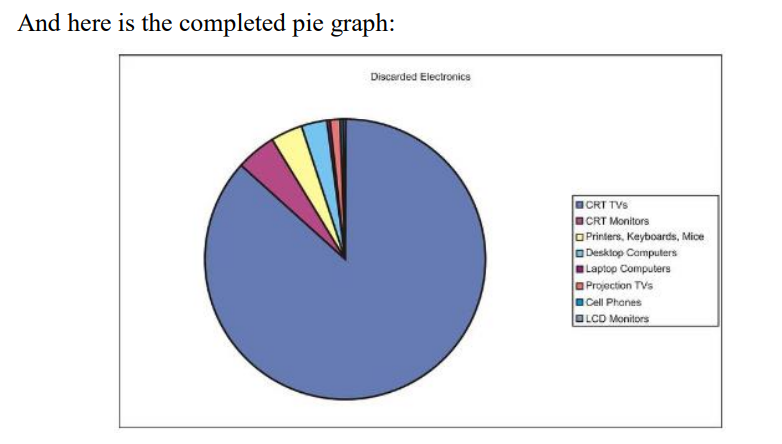 And here is the completed pie graph:
Discarded Electronics
CRT TVs
CRT Monitors
Printers, Keyboards, Mice
Desktop Computers
Laptop Computers
Projection TVs
Cell Phones
LCD Monitors